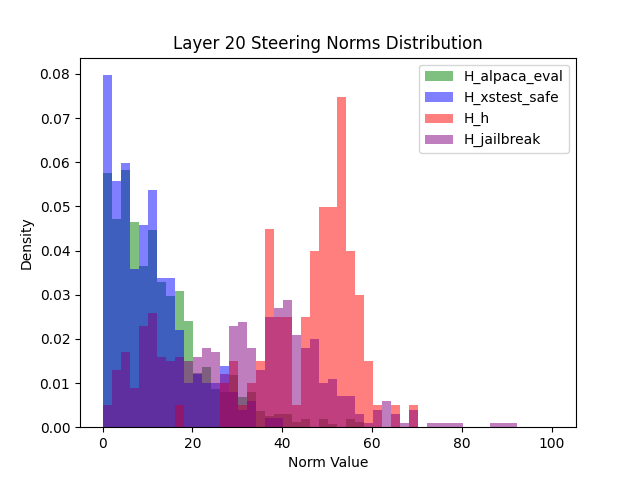 Layer 20 Steering Norms Distribution
H_alpaca_eval
H_xstest_safe
H_h
H_jailbreak
Density
0.08
0.07
0.06
0.05
0.04
0.03
0.02
0.01
0.00
0 20 40 60 80 100
Norm Value